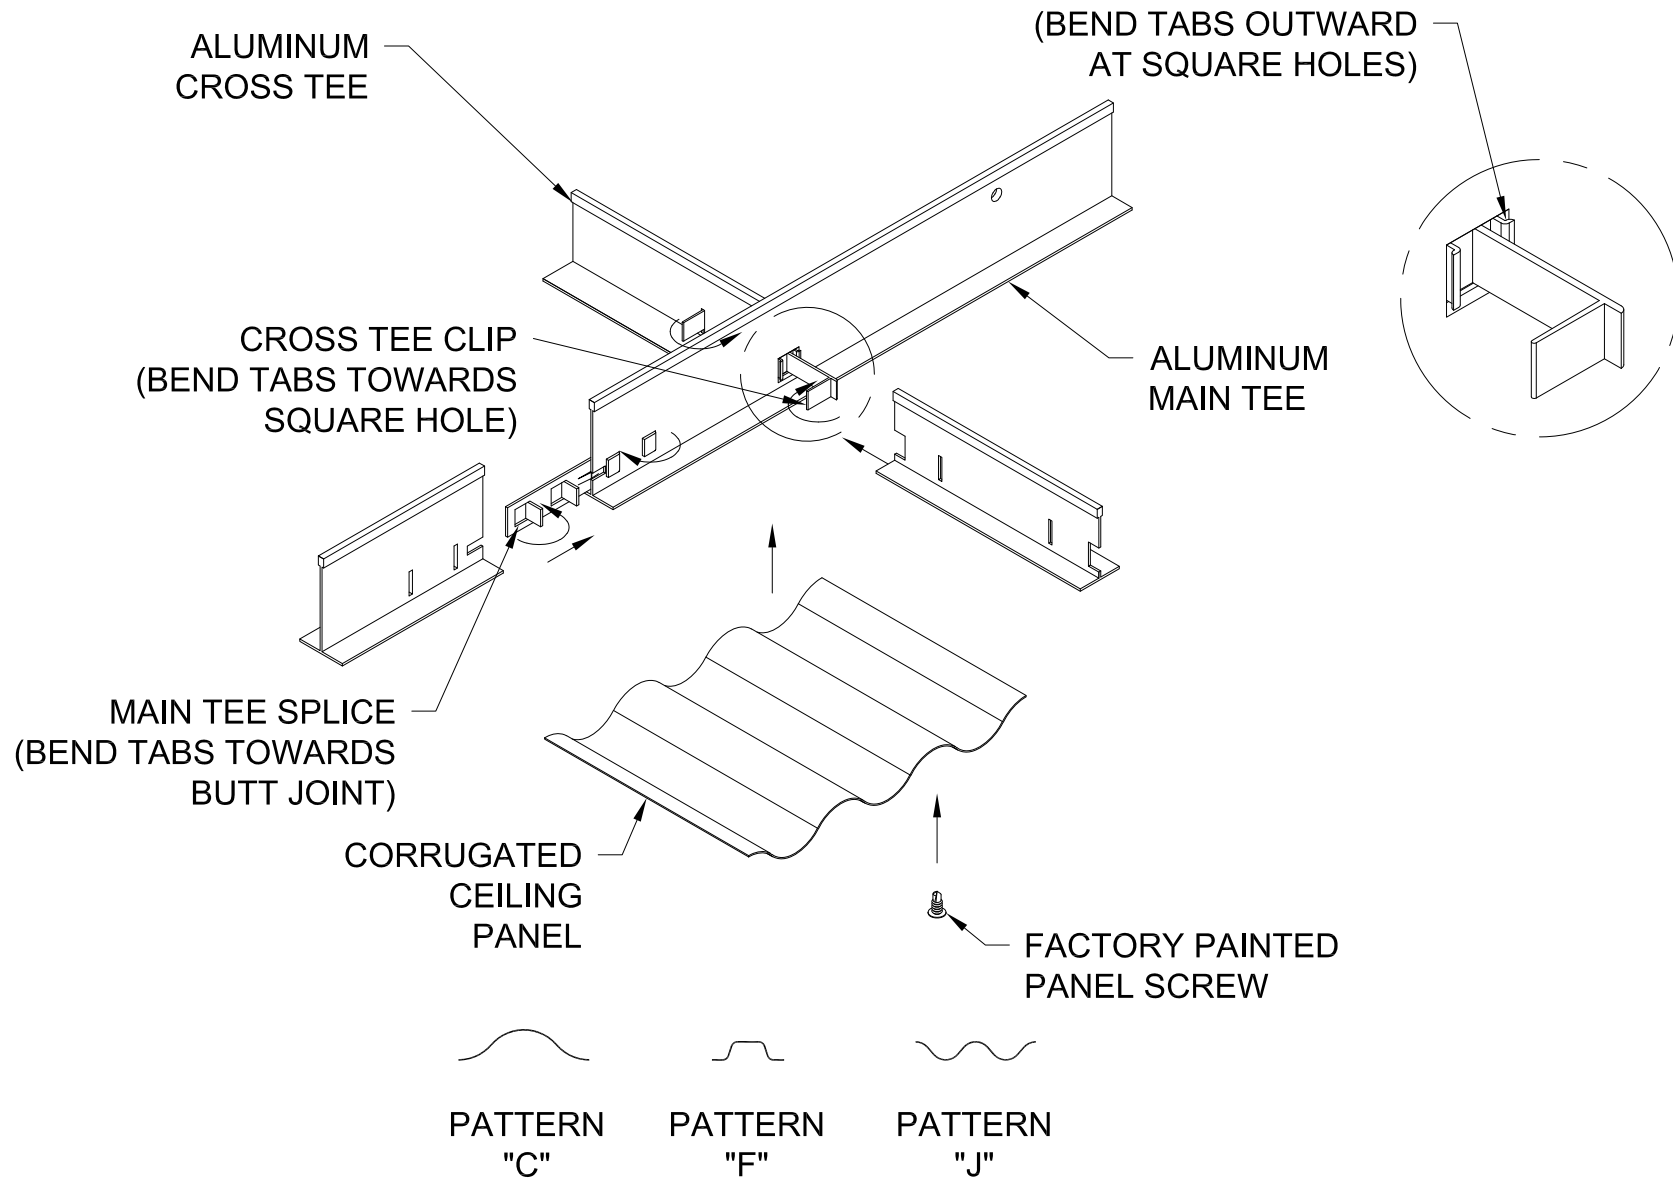 ALUMINUM
CROSS TEE
(BEND TABS OUTWARD
AT SQUARE HOLES)
CROSS TEE CLIP
(BEND TABS TOWARDS
SQUARE HOLE)
ALUMINUM
MAIN TEE
MAIN TEE SPLICE
(BEND TABS TOWARDS
BUTT JOINT)
CORRUGATED
CEILING
PANEL
FACTORY PAINTED
PANEL SCREW
PATTERN
"C"
PATTERN
"F"
PATTERN
"J"